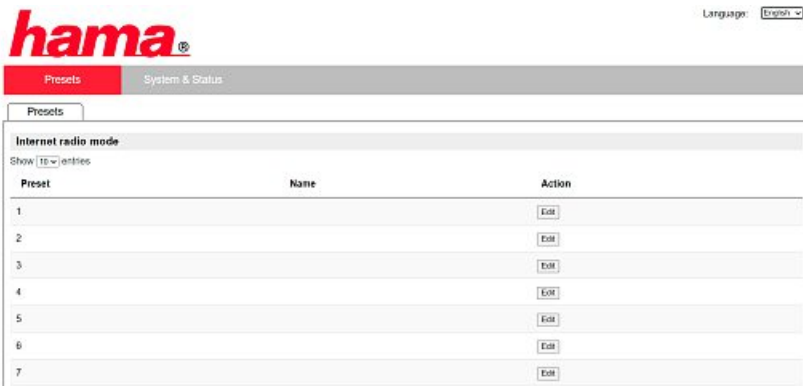 Language: English
hama®
Presets System & Status
Presets
Internet radio mode
Show 10 entries
Preset Name Action
1 Edit
2 Edit
3 Edit
4 Edit
5 Edit
6 Edit
7 Edit